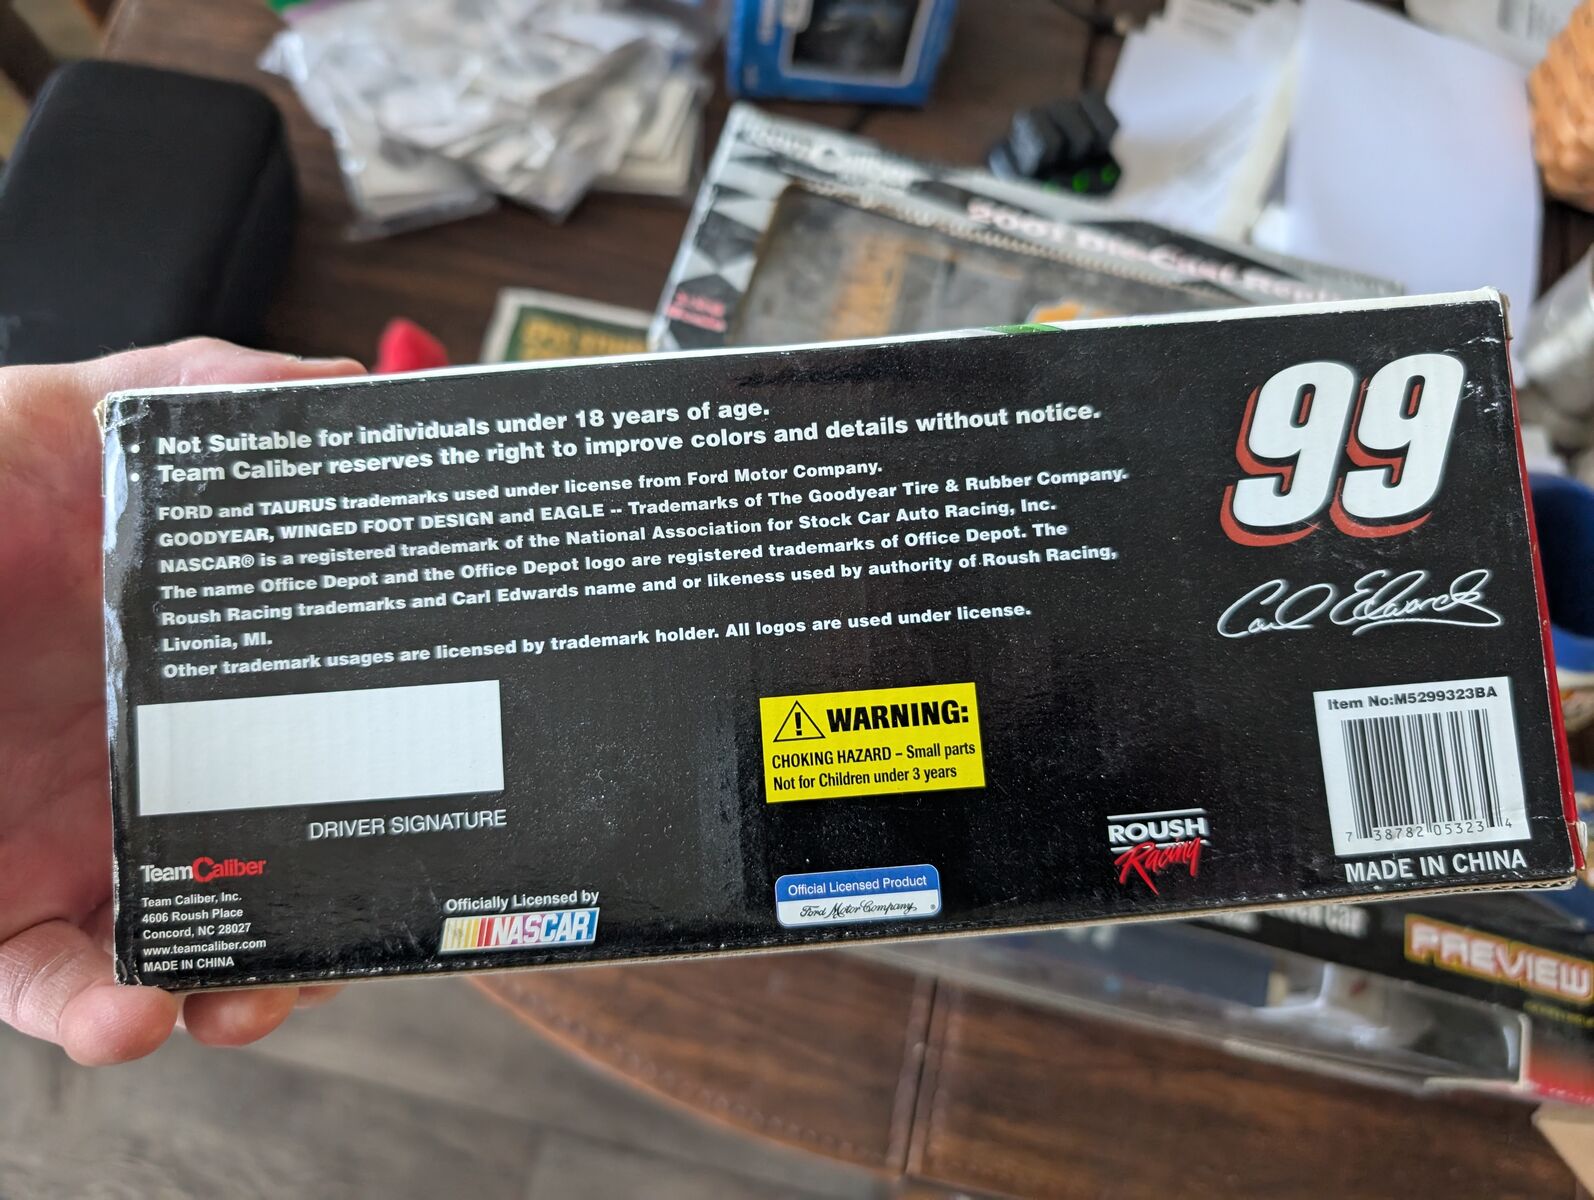 2001 Die-Cast
99
• Not Suitable for individuals under 18 years of age.
• Team Caliber reserves the right to improve colors and details without notice.
FORD and TAURUS trademarks used under license from Ford Motor Company.
GOODYEAR, WINGED FOOT DESIGN and EAGLE -- Trademarks of The Goodyear Tire & Rubber Company.
NASCAR® is a registered trademark of the National Association for Stock Car Auto Racing, Inc.
The name Office Depot and the Office Depot logo are registered trademarks of Office Depot. The
Roush Racing trademarks and Carl Edwards name and or likeness used by authority of Roush Racing,
Livonia, MI.
Other trademark usages are licensed by trademark holder. All logos are used under license.
Carl Edwards
DRIVER SIGNATURE
WARNING:
CHOKING HAZARD – Small parts
Not for Children under 3 years
Item No:M5299323BA
7 38782 05323 4
MADE IN CHINA
Team Caliber
Team Caliber, Inc.
4606 Roush Place
Concord, NC 28027
www.teamcaliber.com
MADE IN CHINA
Officially Licensed by
NASCAR
Official Licensed Product
Ford Motor Company
ROUSH
Racing
PREVIEW